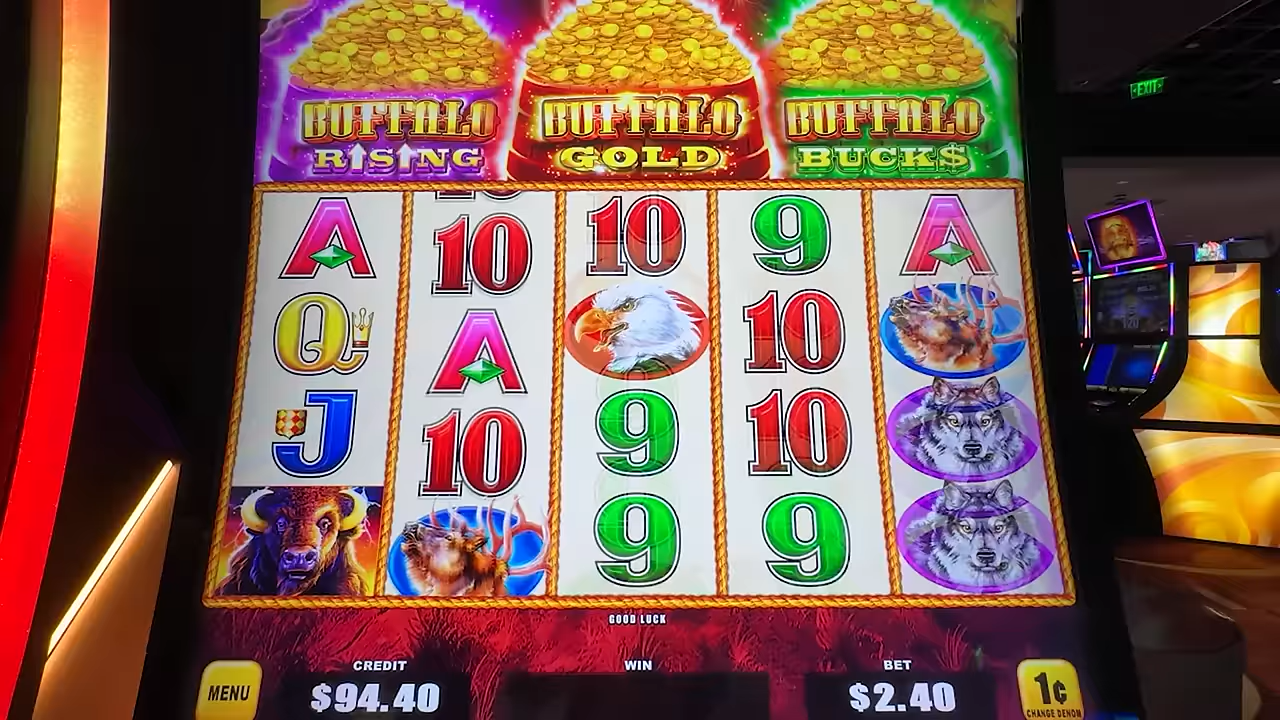 BUFFALO RISING
BUFFALO GOLD
BUFFALO BUCK$
A 10 10 9 A
Q A 10
J 10 9 10
9 9
GOOD LUCK
CREDIT WIN BET
MENU $94.40 $2.40 1¢
CHANGE DENOM
EXIT